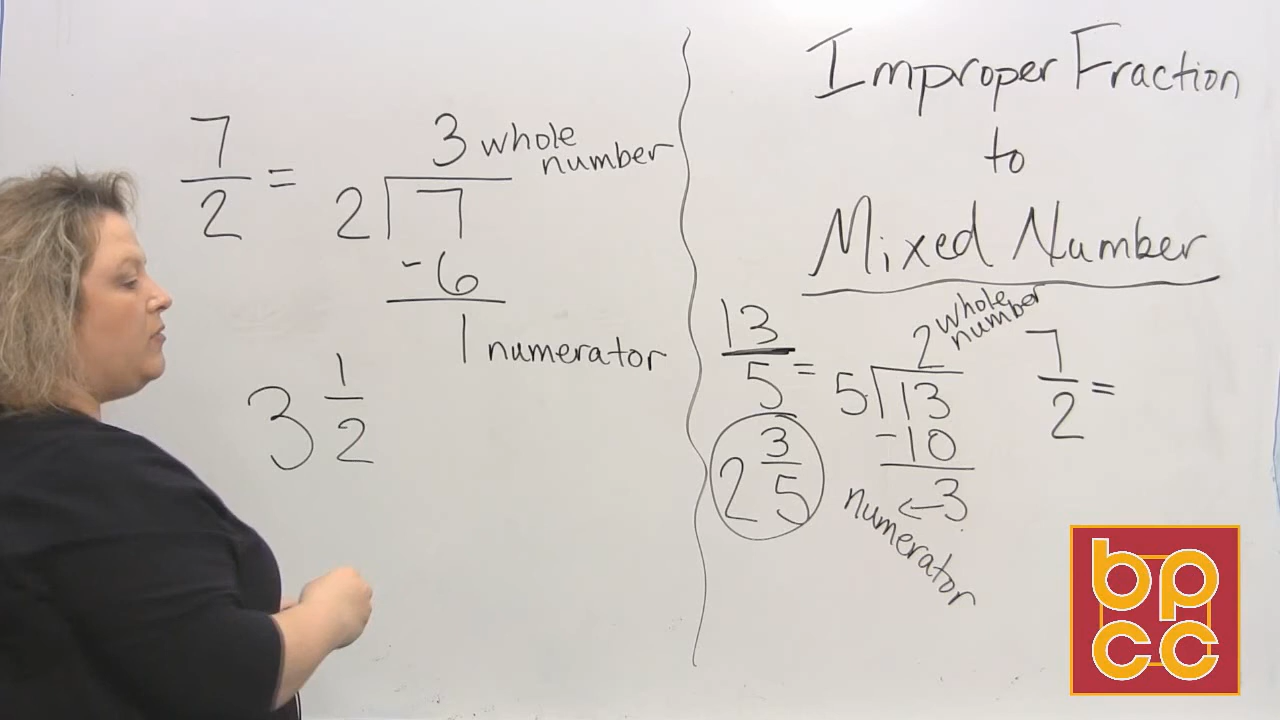 7/2 =
3 whole
number
2 7
-6
1 numerator
3 1/2
Improper Fraction
to
Mixed Number
13/5 =
2 whole
number
5 13
-10
← 3
numerator
2 3/5
7/2 =
bp
cc